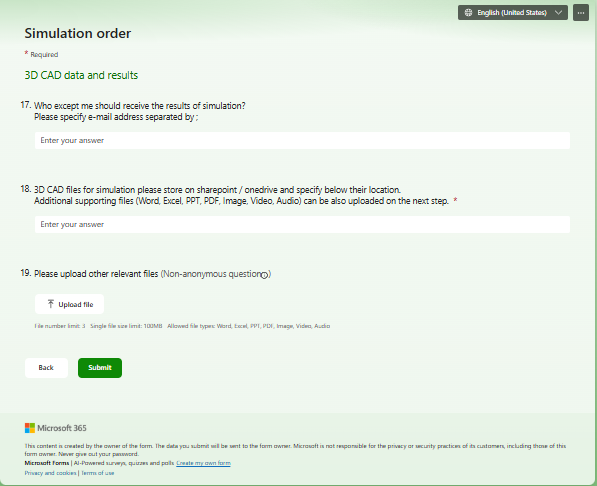 English (United States)
...
Simulation order
* Required
3D CAD data and results
17. Who except me should receive the results of simulation?
Please specify e-mail address separated by ;
Enter your answer
18. 3D CAD files for simulation please store on sharepoint / onedrive and specify below their location.
Additional supporting files (Word, Excel, PPT, PDF, Image, Video, Audio) can be also uploaded on the next step. *
Enter your answer
19. Please upload other relevant files (Non-anonymous question)
Upload file
File number limit: 3 Single file size limit: 100MB Allowed file types: Word, Excel, PPT, PDF, Image, Video, Audio
Back
Submit
Microsoft 365
This content is created by the owner of the form. The data you submit will be sent to the form owner. Microsoft is not responsible for the privacy or security practices of its customers, including those of this
form owner. Never give out your password.
Microsoft Forms | AI-Powered surveys, quizzes and polls Create my own form
Privacy and cookies | Terms of use